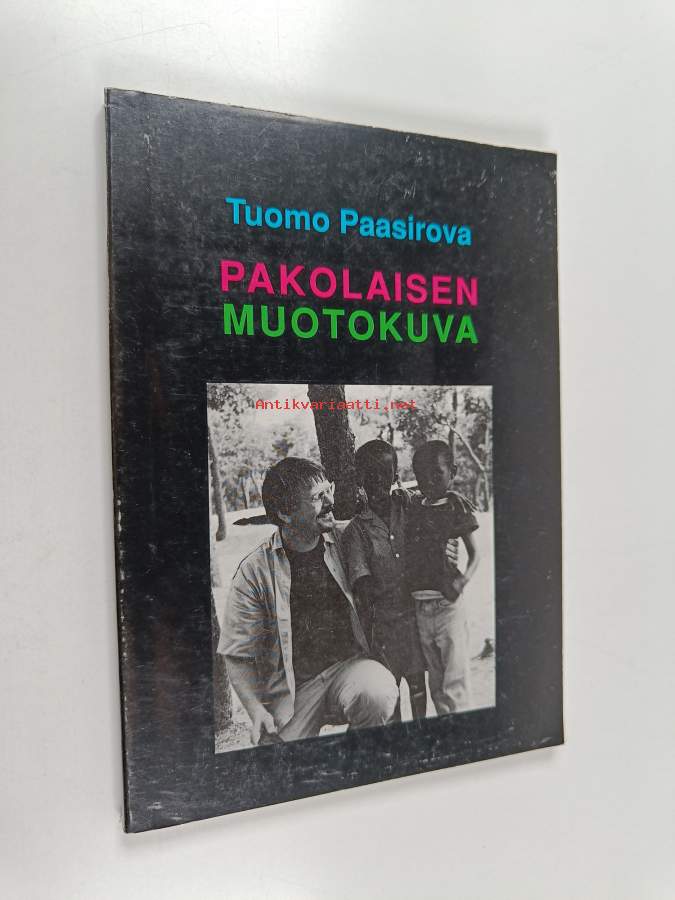 Tuomo Paasirova
PAKOLAISEN
MUOTOKUVA
Antikvariaatti.net